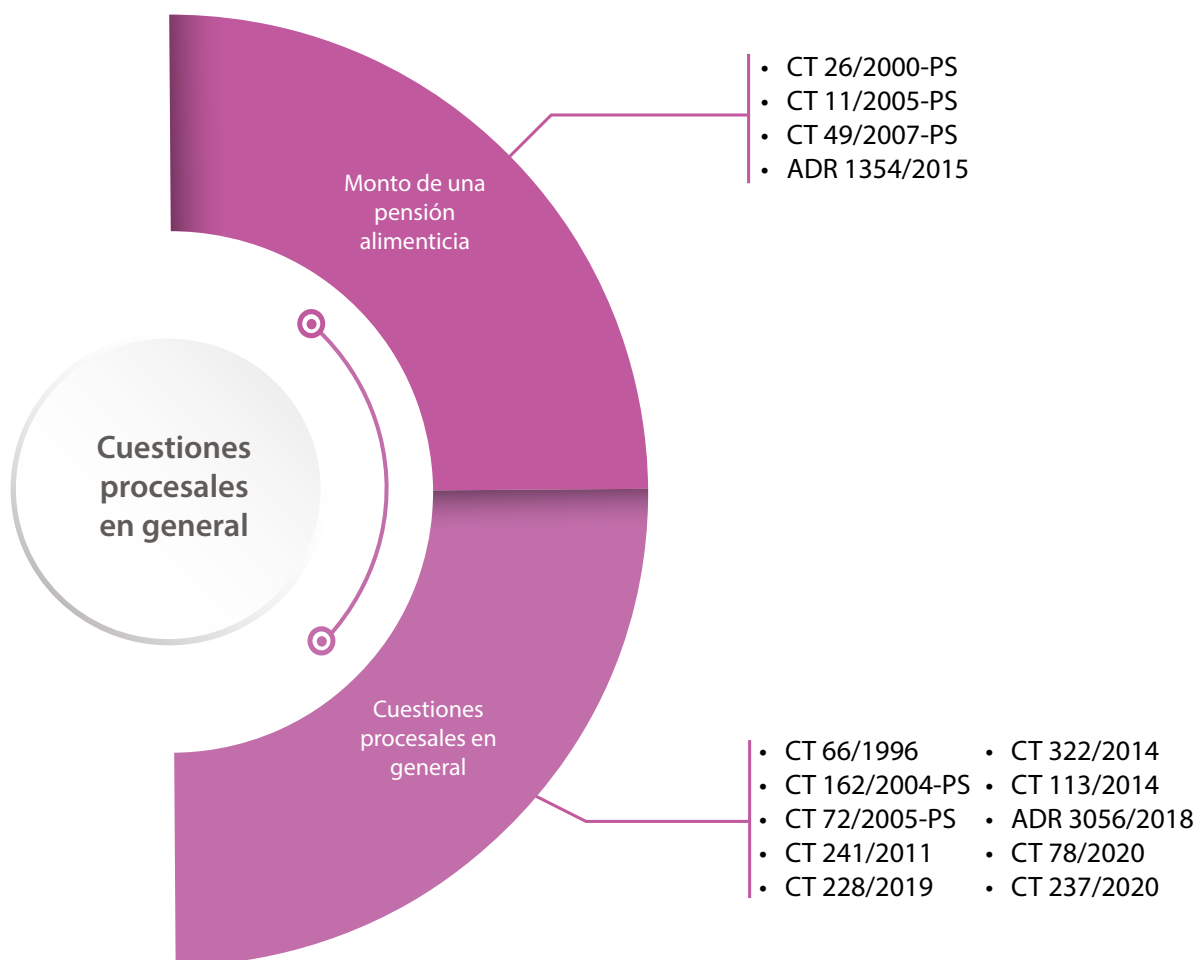 Cuestiones
procesales
en general
Monto de una
pensión
alimenticia
• CT 26/2000-PS
• CT 11/2005-PS
• CT 49/2007-PS
• ADR 1354/2015
Cuestiones
procesales en
general
• CT 66/1996
• CT 162/2004-PS
• CT 72/2005-PS
• CT 241/2011
• CT 228/2019
• CT 322/2014
• CT 113/2014
• ADR 3056/2018
• CT 78/2020
• CT 237/2020